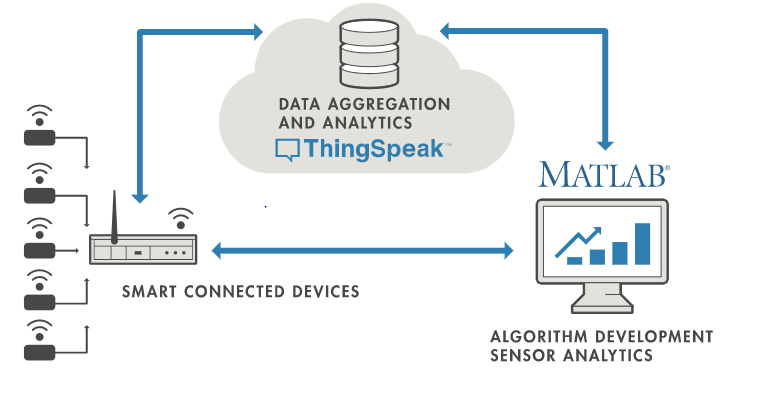 DATA AGGREGATION
AND ANALYTICS
ThingSpeak™
MATLAB®
SMART CONNECTED DEVICES
ALGORITHM DEVELOPMENT
SENSOR ANALYTICS